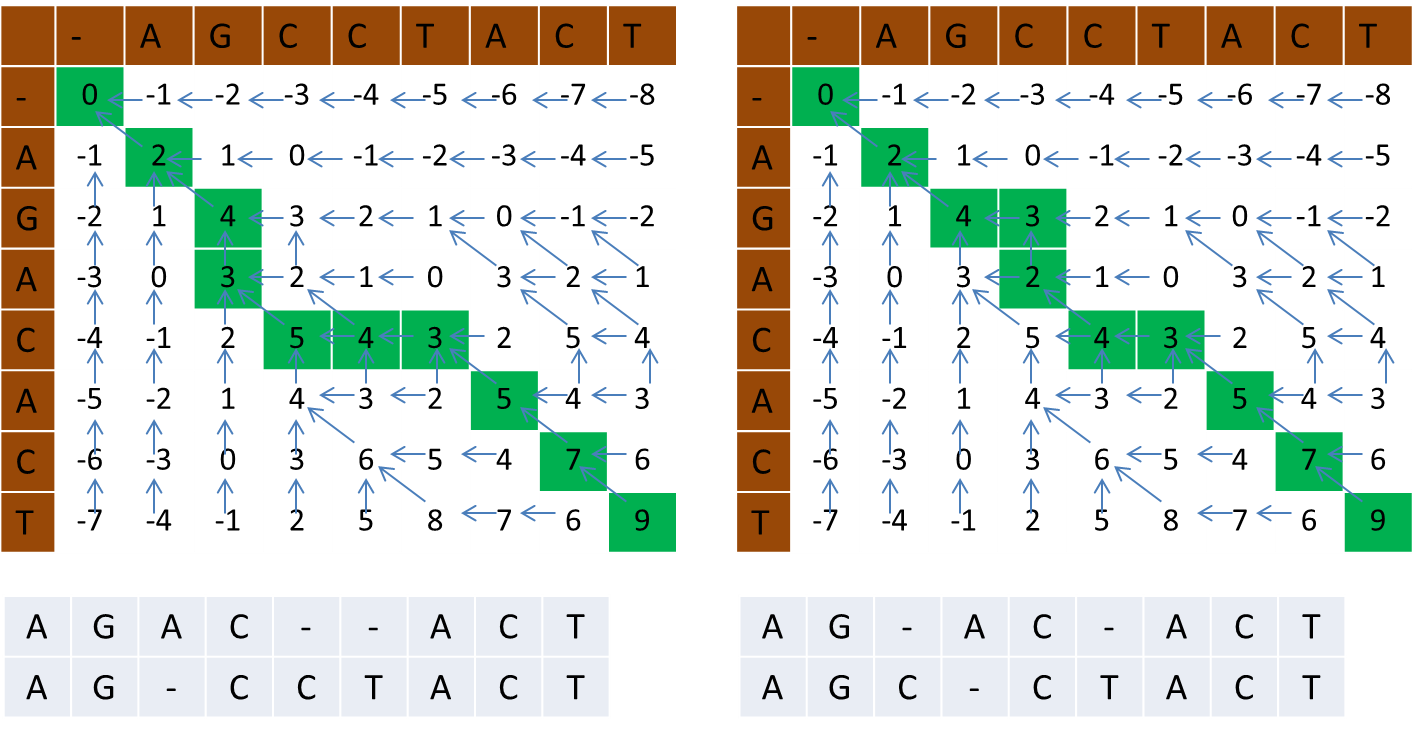 - A G C C T A C T - A G C C T A C T
- 0 -1 -2 -3 -4 -5 -6 -7 -8 - 0 -1 -2 -3 -4 -5 -6 -7 -8
A -1 2 1 0 -1 -2 -3 -4 -5 A -1 2 1 0 -1 -2 -3 -4 -5
G -2 1 4 3 2 1 0 -1 -2 G -2 1 4 3 2 1 0 -1 -2
A -3 0 3 2 1 0 3 2 1 A -3 0 3 2 1 0 3 2 1
C -4 -1 2 5 4 3 2 5 4 C -4 -1 2 5 4 3 2 5 4
A -5 -2 1 4 3 2 5 4 3 A -5 -2 1 4 3 2 5 4 3
C -6 -3 0 3 6 5 4 7 6 C -6 -3 0 3 6 5 4 7 6
T -7 -4 -1 2 5 8 7 6 9 T -7 -4 -1 2 5 8 7 6 9
A G A C - - A C T A G - A C - A C T
A G - C C T A C T A G C - C T A C T